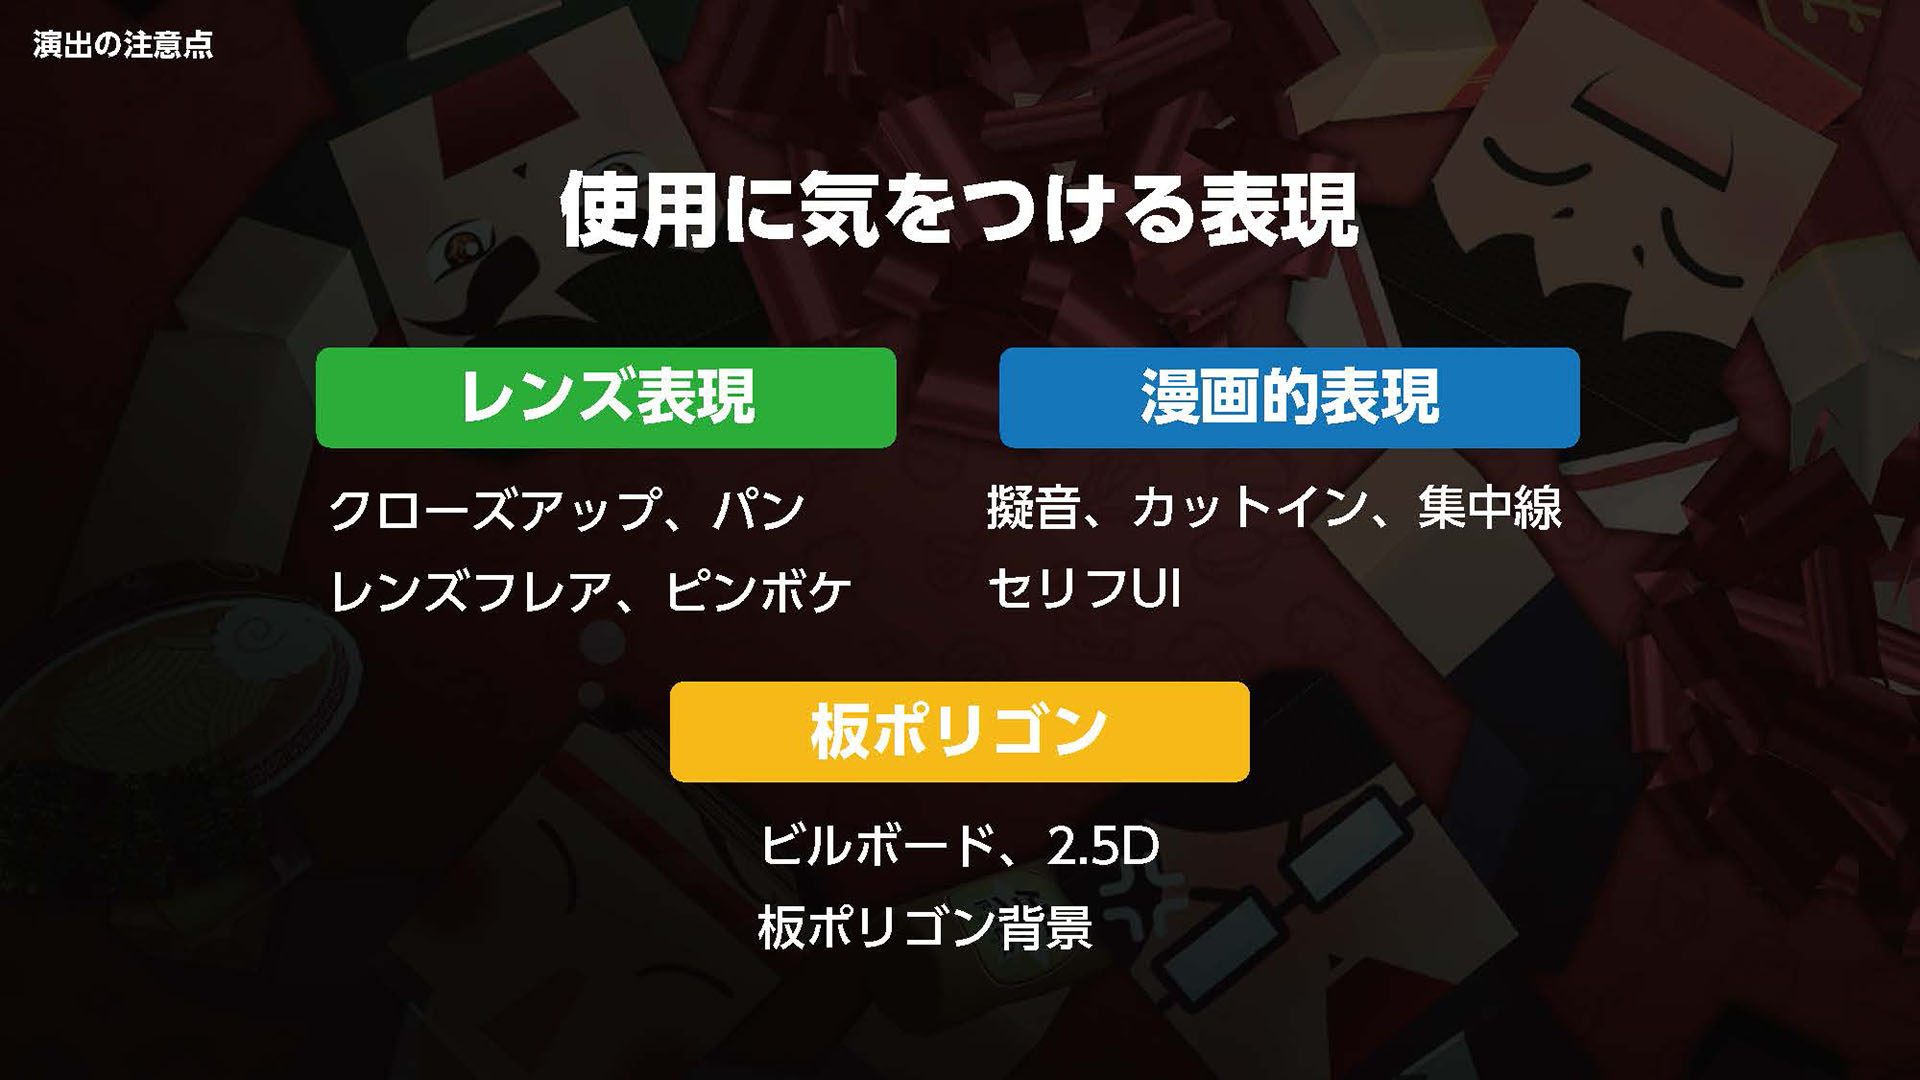 演出の注意点
使用に気をつける表現
レンズ表現
クローズアップ、パン
レンズフレア、ピンボケ
漫画的表現
擬音、カットイン、集中線
セリフUI
板ポリゴン
ビルボード、2.5D
板ポリゴン背景